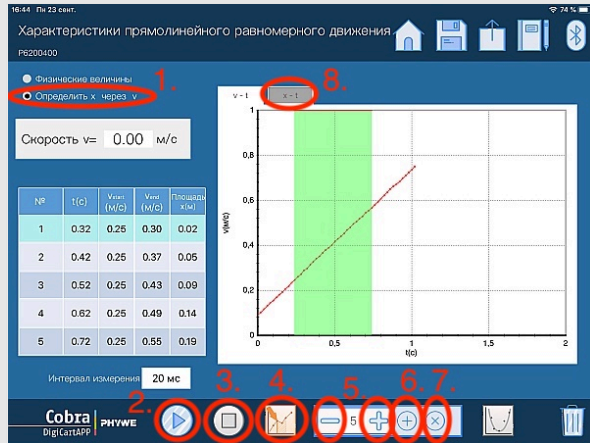 16:44 Пн 23 сент.
74 %
Характеристики прямолинейного равномерного движения
P6200400
Физические величины
1.
Определить x через v
8.
v - t
x - t
Скорость v= 0.00 м/с
№ t(c) Vstart (м/с) Vend (м/с) Площадь x(м)
1 0.32 0.25 0.30 0.02
2 0.42 0.25 0.37 0.05
3 0.52 0.25 0.43 0.09
4 0.62 0.25 0.49 0.14
5 0.72 0.25 0.55 0.19
v(м/с)
1
0,8
0,6
0,4
0,2
0
0 0,5 1 1,5 2
t(c)
Интервал измерения 20 мс
2. 3. 4. 5. 6. 7.
5
Cobra PHYWE
DigiCartAPP